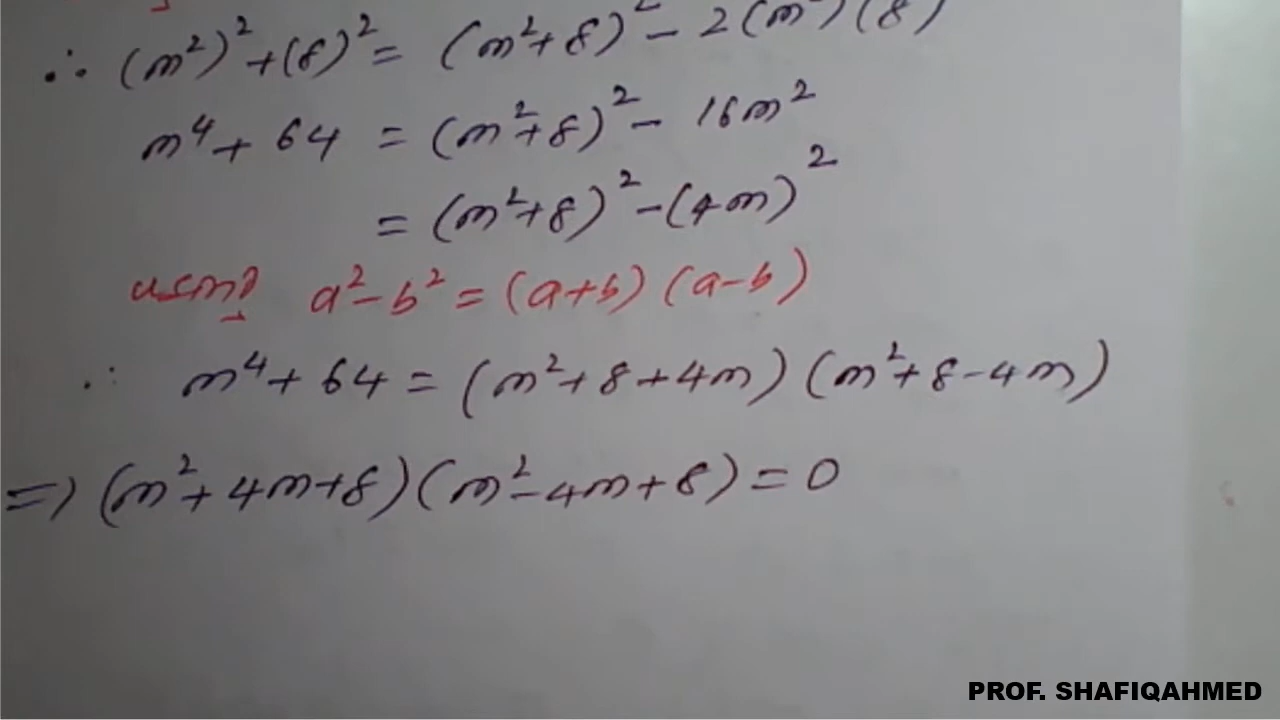 ∴ (m²)² + (8)² = (m²+8)² - 2(m²)(8)
m⁴ + 64 = (m²+8)² - 16m²
= (m²+8)² - (4m)²
using a² - b² = (a+b) (a-b)
∴ m⁴ + 64 = (m²+8+4m) (m²+8-4m)
=> (m²+4m+8) (m²-4m+8) = 0
PROF. SHAFIQAHMED